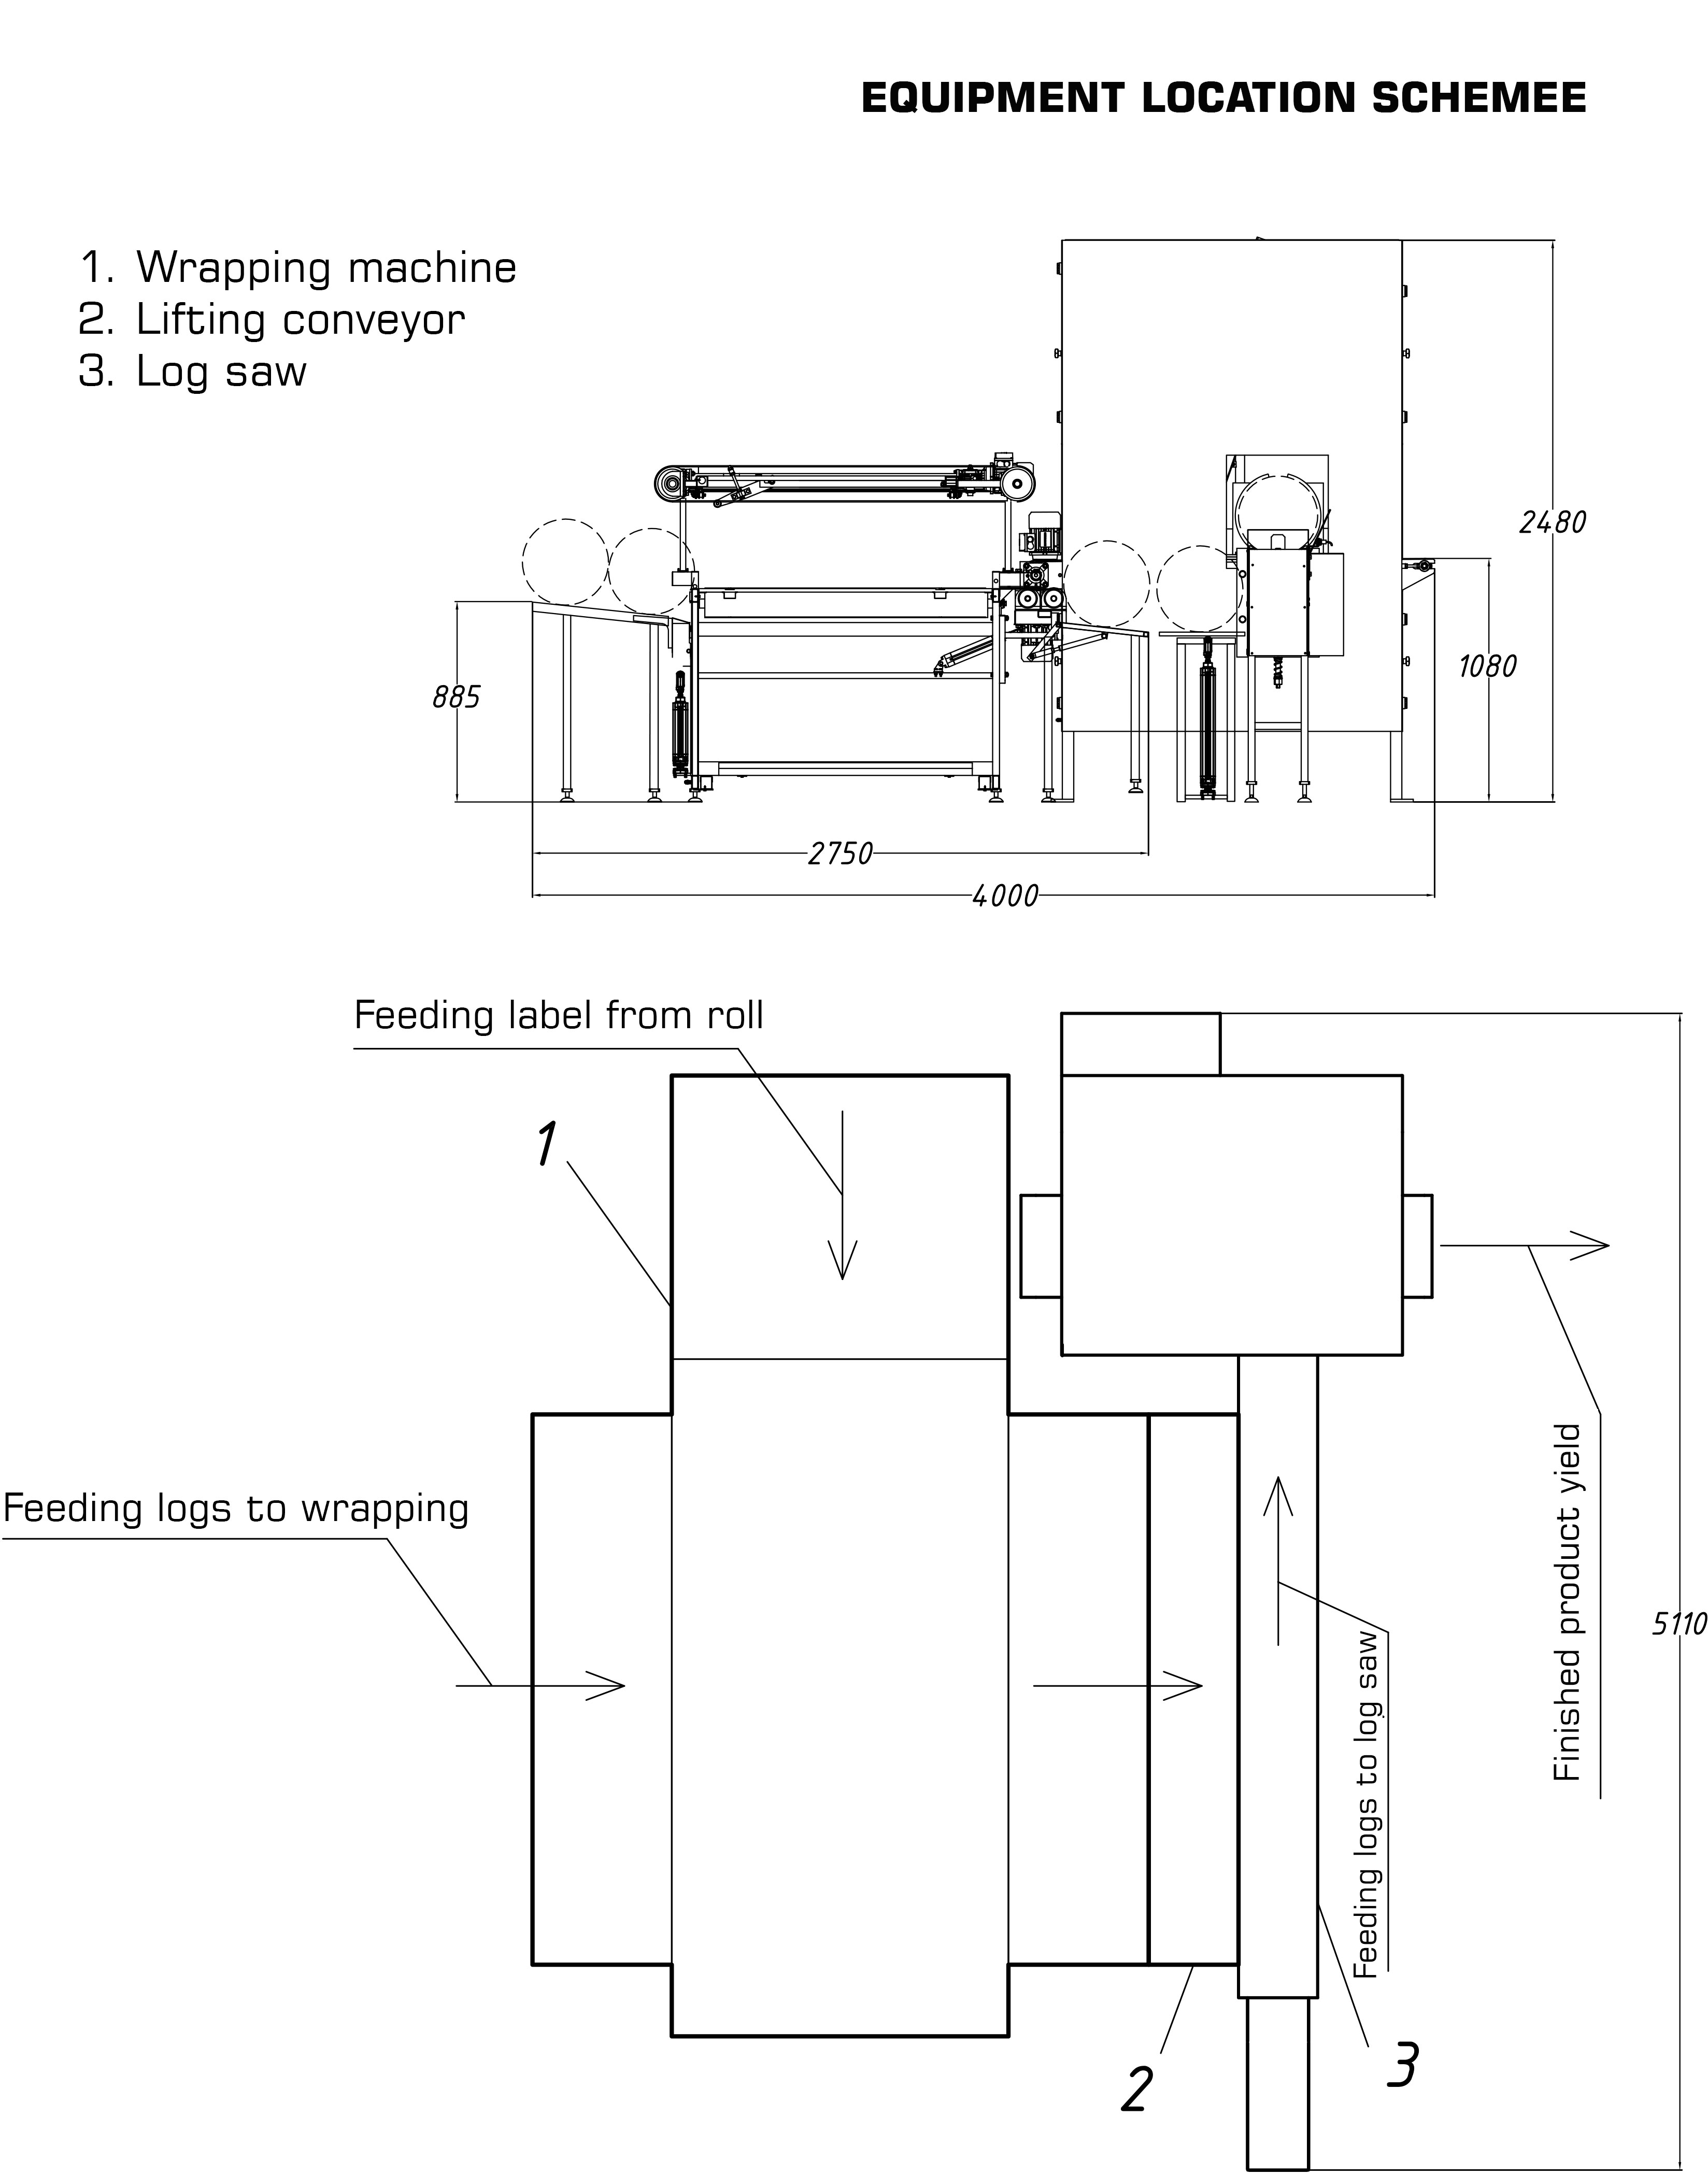 EQUIPMENT LOCATION SCHEMEE
1. Wrapping machine
2. Lifting conveyor
3. Log saw
2480
1080
885
2750
4000
Feeding label from roll
1
Feeding logs to wrapping
Finished product yield
5110
Feeding logs to log saw
2
3